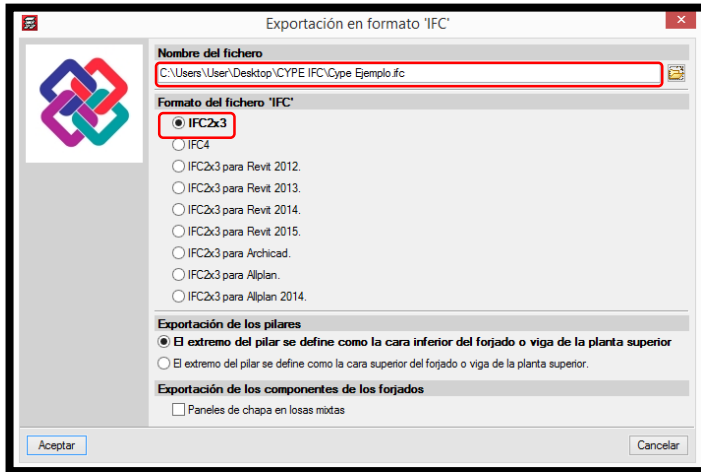 Exportación en formato 'IFC'
Nombre del fichero
C:\Users\User\Desktop\CYPE IFC\Cype Ejemplo.ifc
Formato del fichero 'IFC'
IFC2x3
IFC4
IFC2x3 para Revit 2012.
IFC2x3 para Revit 2013.
IFC2x3 para Revit 2014.
IFC2x3 para Revit 2015.
IFC2x3 para Archicad.
IFC2x3 para Allplan.
IFC2x3 para Allplan 2014.
Exportación de los pilares
El extremo del pilar se define como la cara inferior del forjado o viga de la planta superior
El extremo del pilar se define como la cara superior del forjado o viga de la planta superior.
Exportación de los componentes de los forjados
Paneles de chapa en losas mixtas
Aceptar
Cancelar